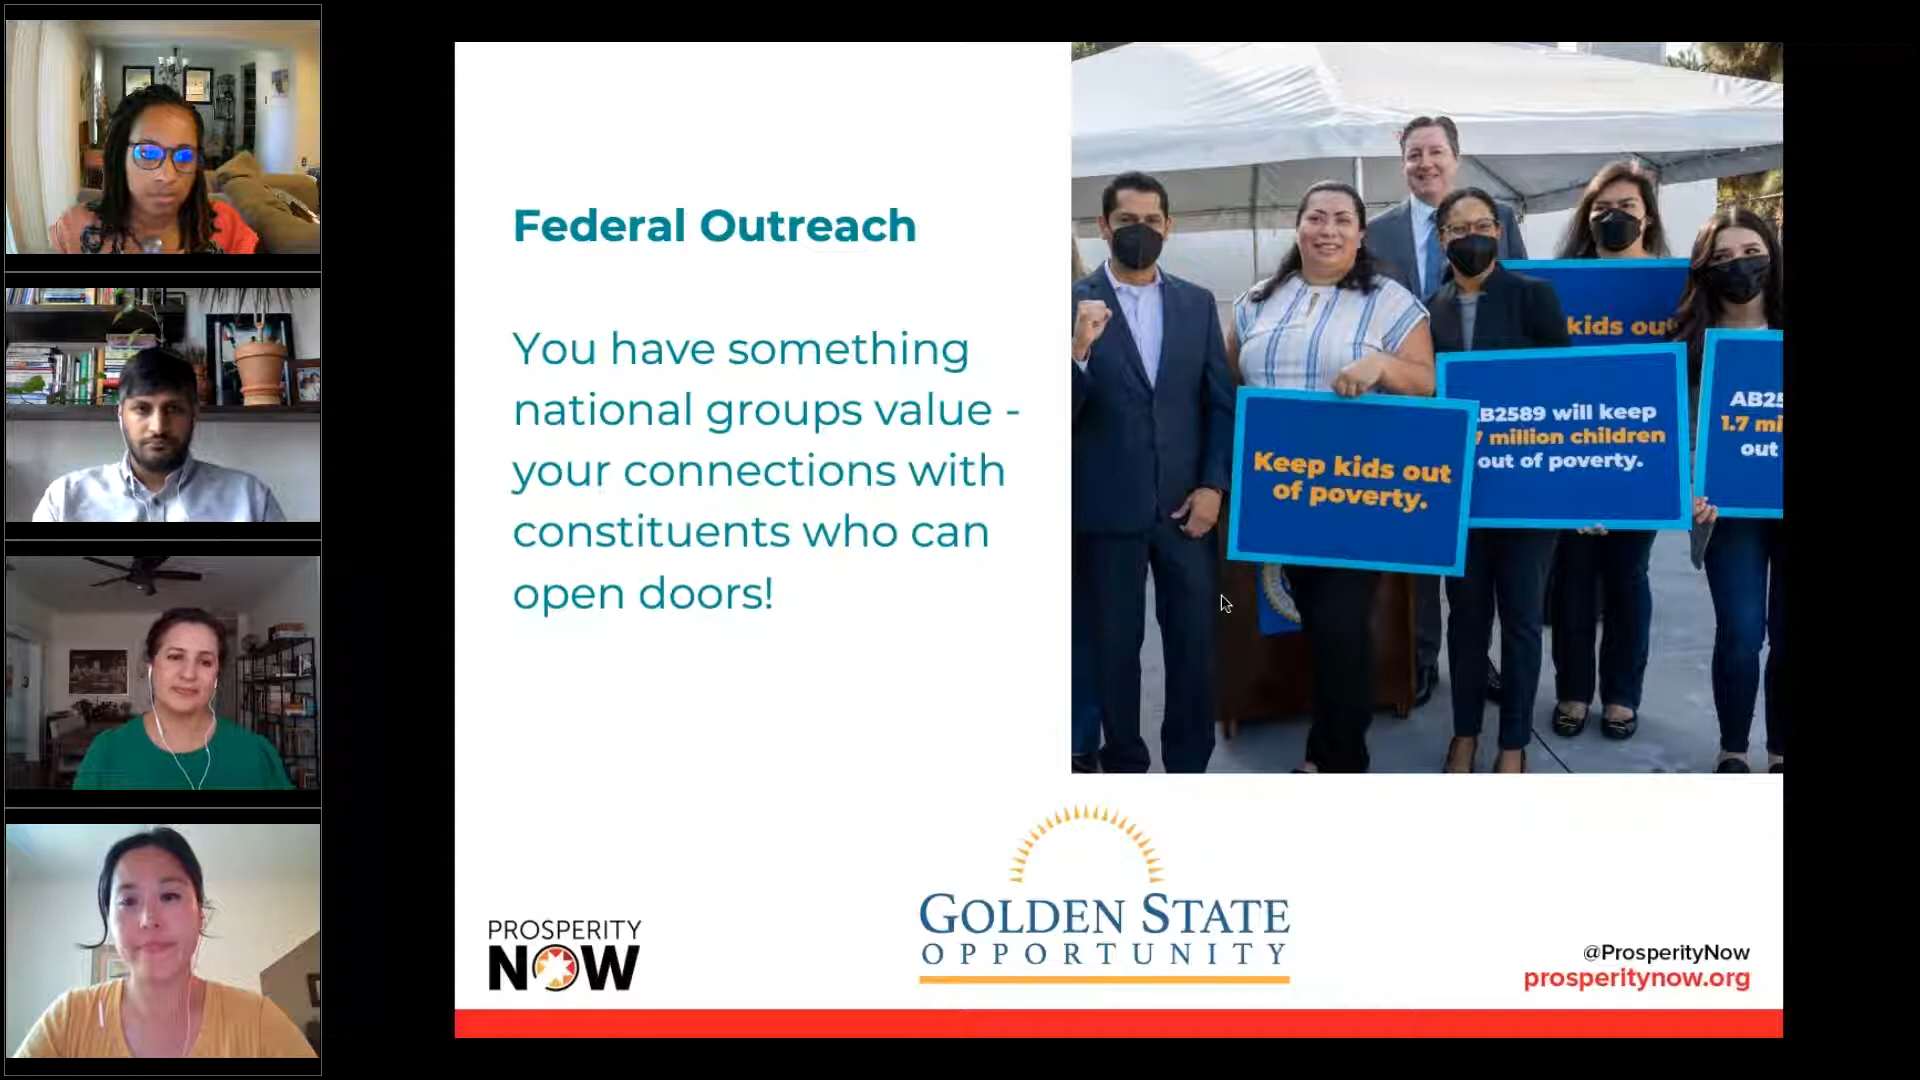 Federal Outreach
You have something
national groups value -
your connections with
constituents who can
open doors!
kids out
Keep kids out
of poverty.
B2589 will keep
7 million children
out of poverty.
AB25
1.7 mi
out
PROSPERITY
NOW
GOLDEN STATE
OPPORTUNITY
@ProsperityNow
prosperitynow.org